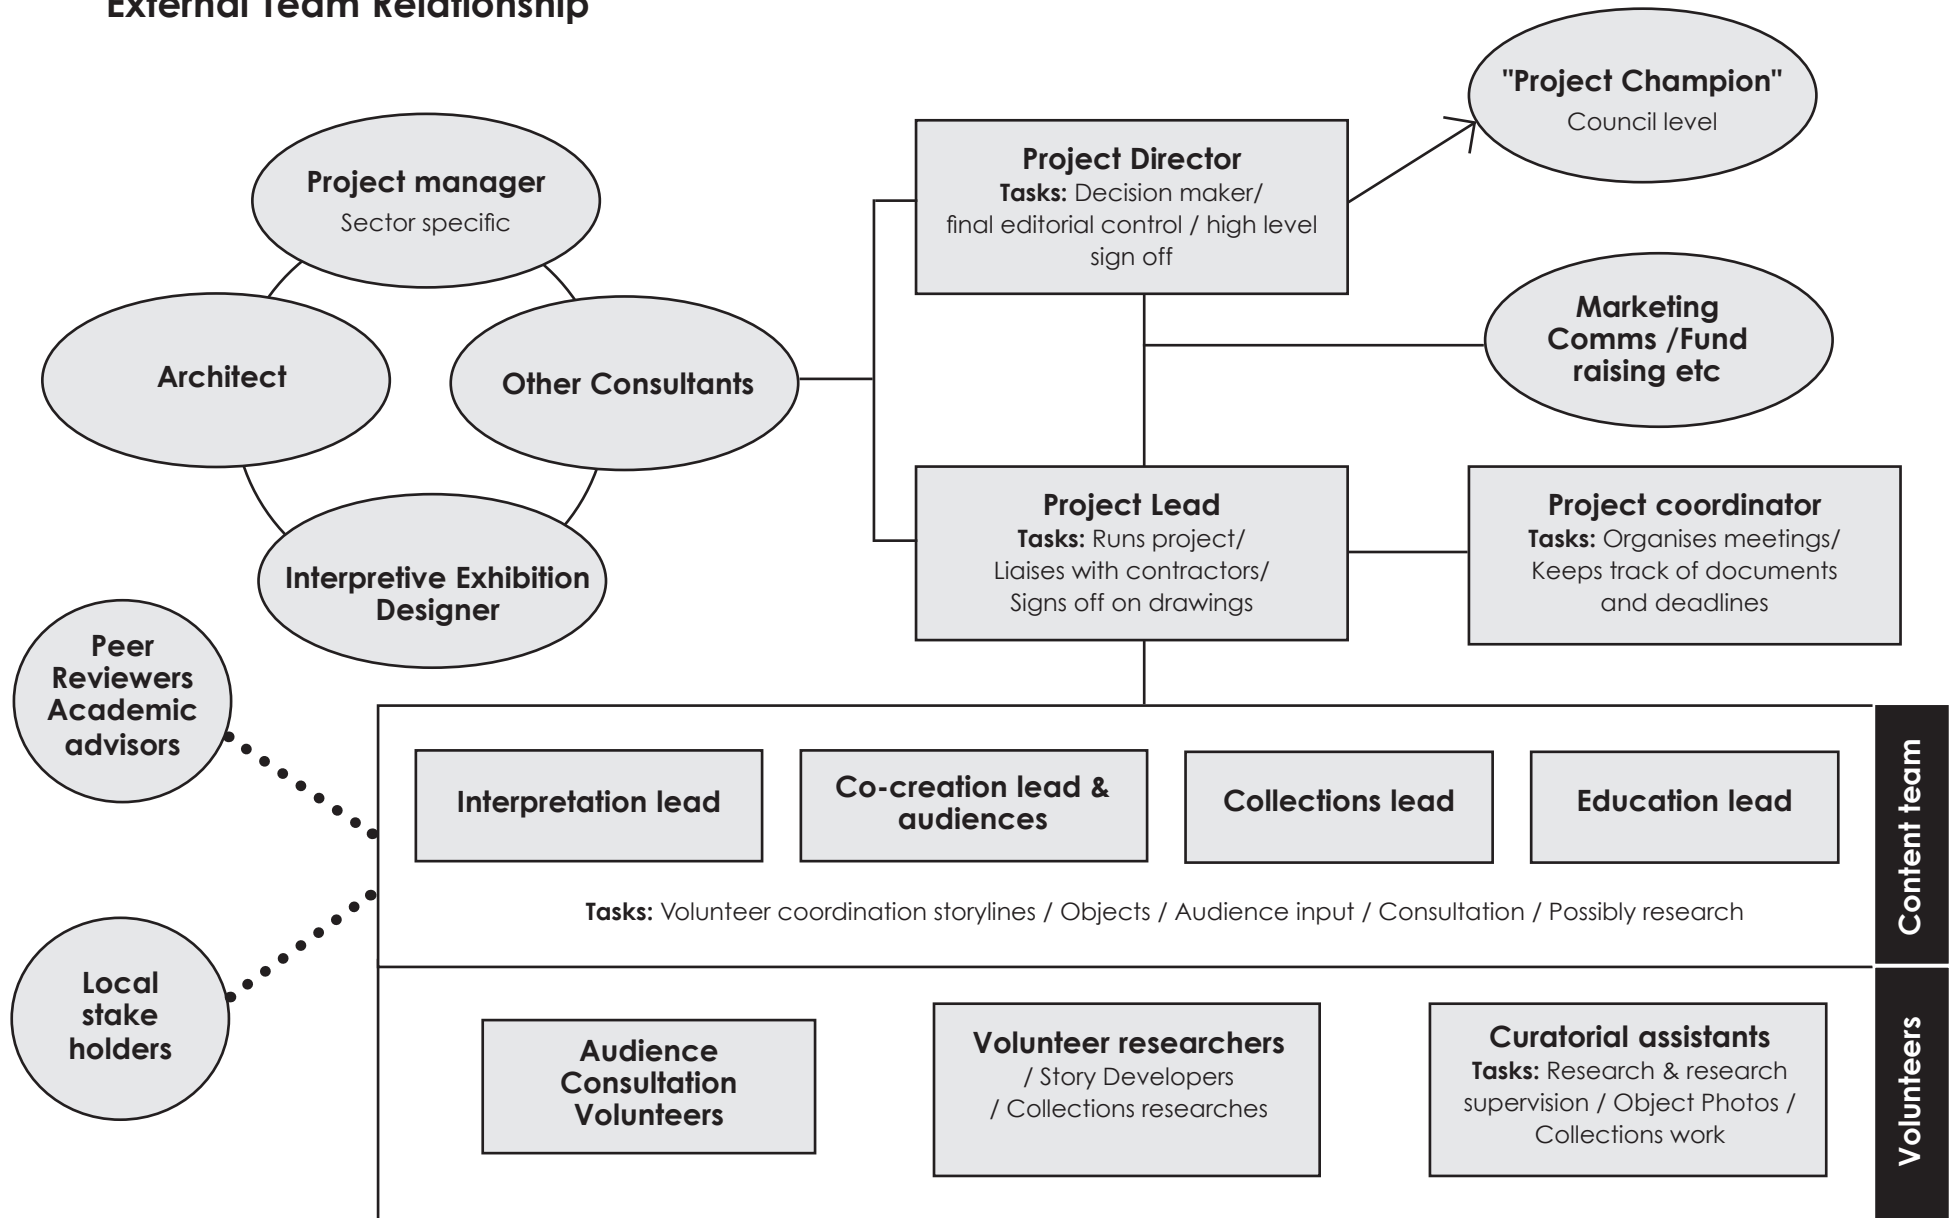 External Team Relationship
"Project Champion"
Council level
Project manager
Sector specific
Project Director
Tasks: Decision maker/
final editorial control / high level
sign off
Architect
Other Consultants
Marketing
Comms /Fund
raising etc
Interpretive Exhibition
Designer
Project Lead
Tasks: Runs project/
Liaises with contractors/
Signs off on drawings
Project coordinator
Tasks: Organises meetings/
Keeps track of documents
and deadlines
Peer
Reviewers
Academic
advisors
Interpretation lead
Co-creation lead &
audiences
Collections lead
Education lead
Tasks: Volunteer coordination storylines / Objects / Audience input / Consultation / Possibly research
Content team
Local
stake
holders
Audience
Consultation
Volunteers
Volunteer researchers
/ Story Developers
/ Collections researches
Curatorial assistants
Tasks: Research & research
supervision / Object Photos /
Collections work
Volunteers